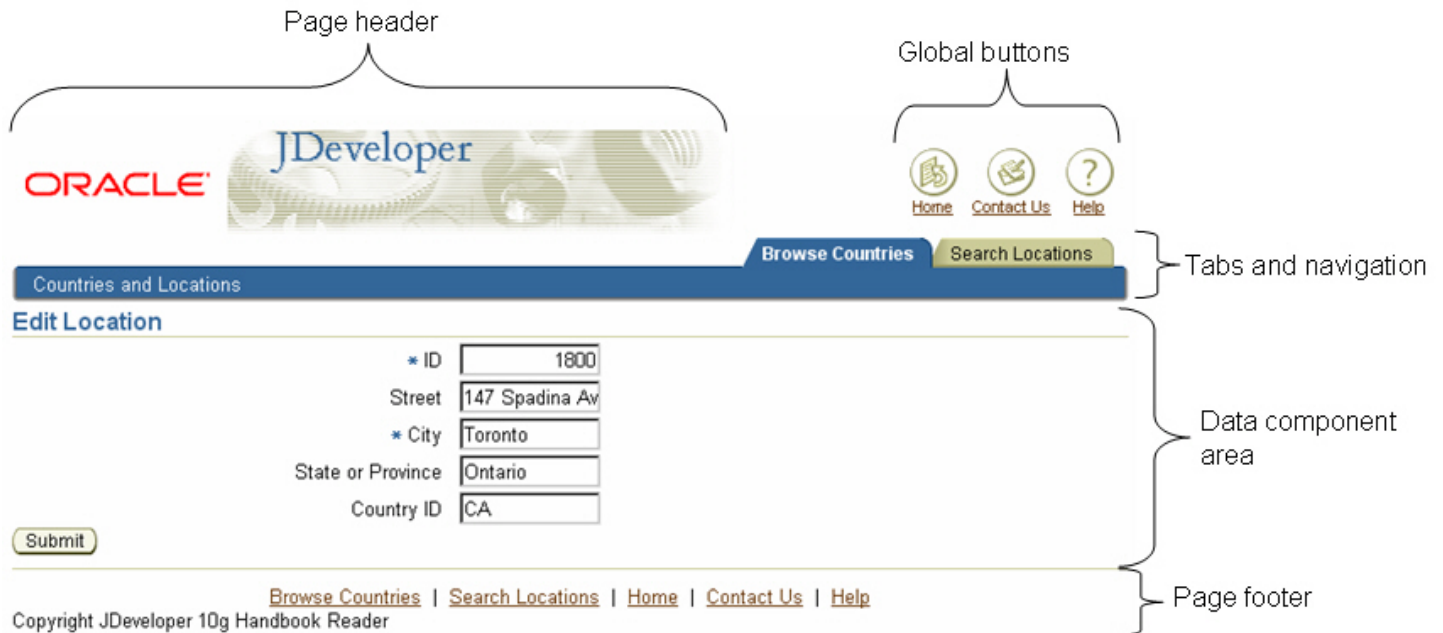 Page header
Global buttons
JDeveloper
ORACLE
Home Contact Us Help
Browse Countries Search Locations
Tabs and navigation
Countries and Locations
Edit Location
* ID 1800
Street 147 Spadina Av
* City Toronto
State or Province Ontario
Country ID CA
Data component
area
Submit
Browse Countries | Search Locations | Home | Contact Us | Help
Page footer
Copyright JDeveloper 10g Handbook Reader